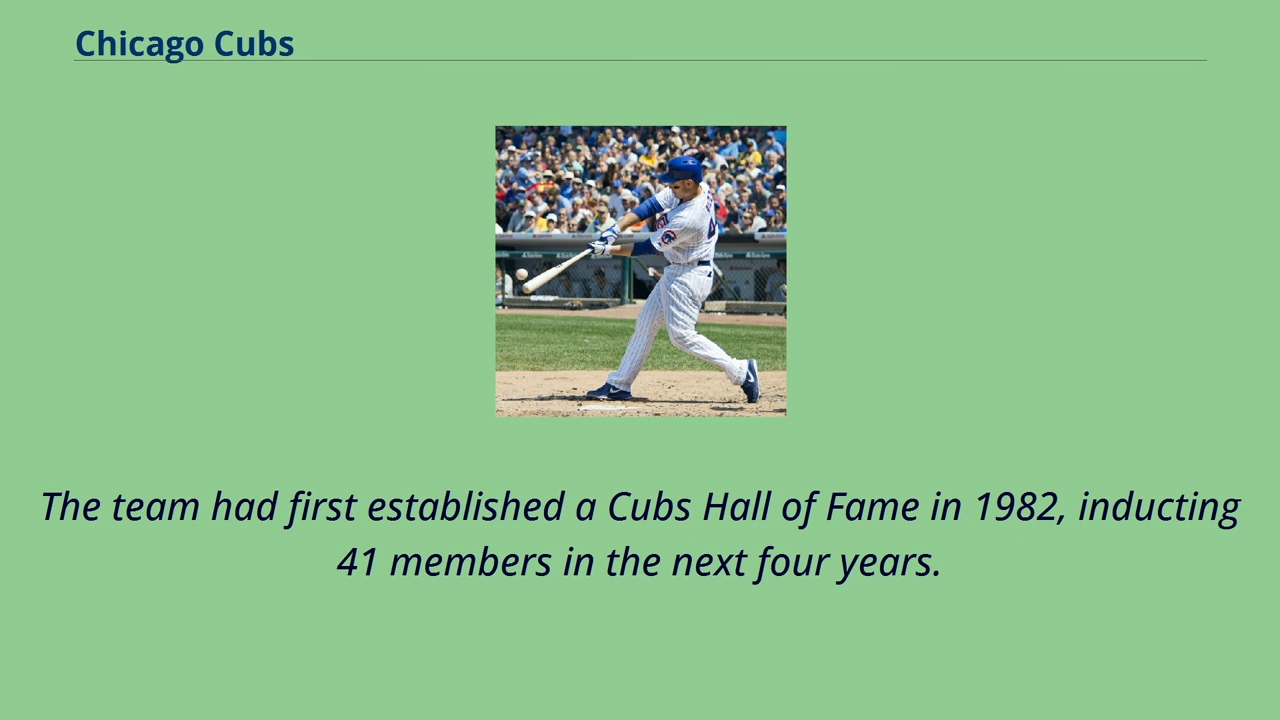 Chicago Cubs
The team had first established a Cubs Hall of Fame in 1982, inducting
41 members in the next four years.